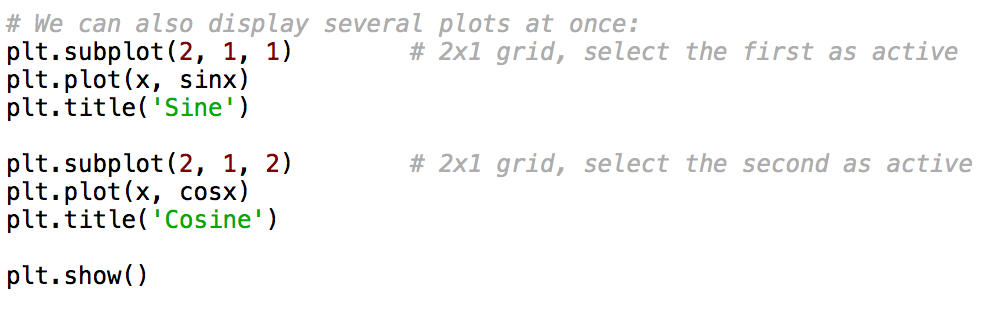 # We can also display several plots at once:
plt.subplot(2, 1, 1)        # 2x1 grid, select the first as active
plt.plot(x, sinx)
plt.title('Sine')

plt.subplot(2, 1, 2)        # 2x1 grid, select the second as active
plt.plot(x, cosx)
plt.title('Cosine')

plt.show()